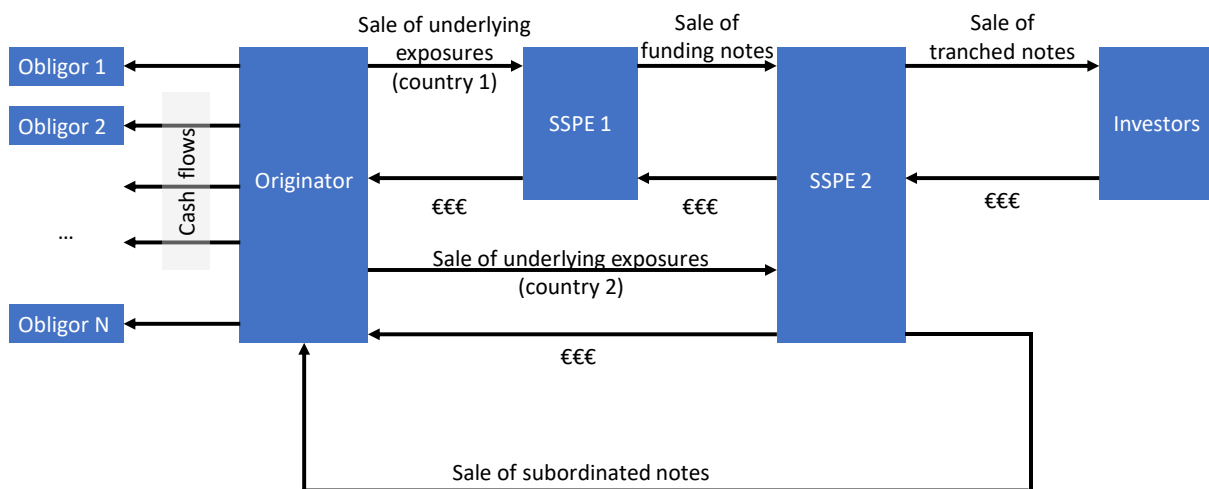 Sale of underlying
exposures
(country 1)
Sale of
funding notes
Sale of
tranched notes
Obligor 1
Obligor 2
...
Obligor N
Cash flows
Originator
SSPE 1
SSPE 2
Investors
€€€
€€€
€€€
Sale of underlying exposures
(country 2)
€€€
Sale of subordinated notes